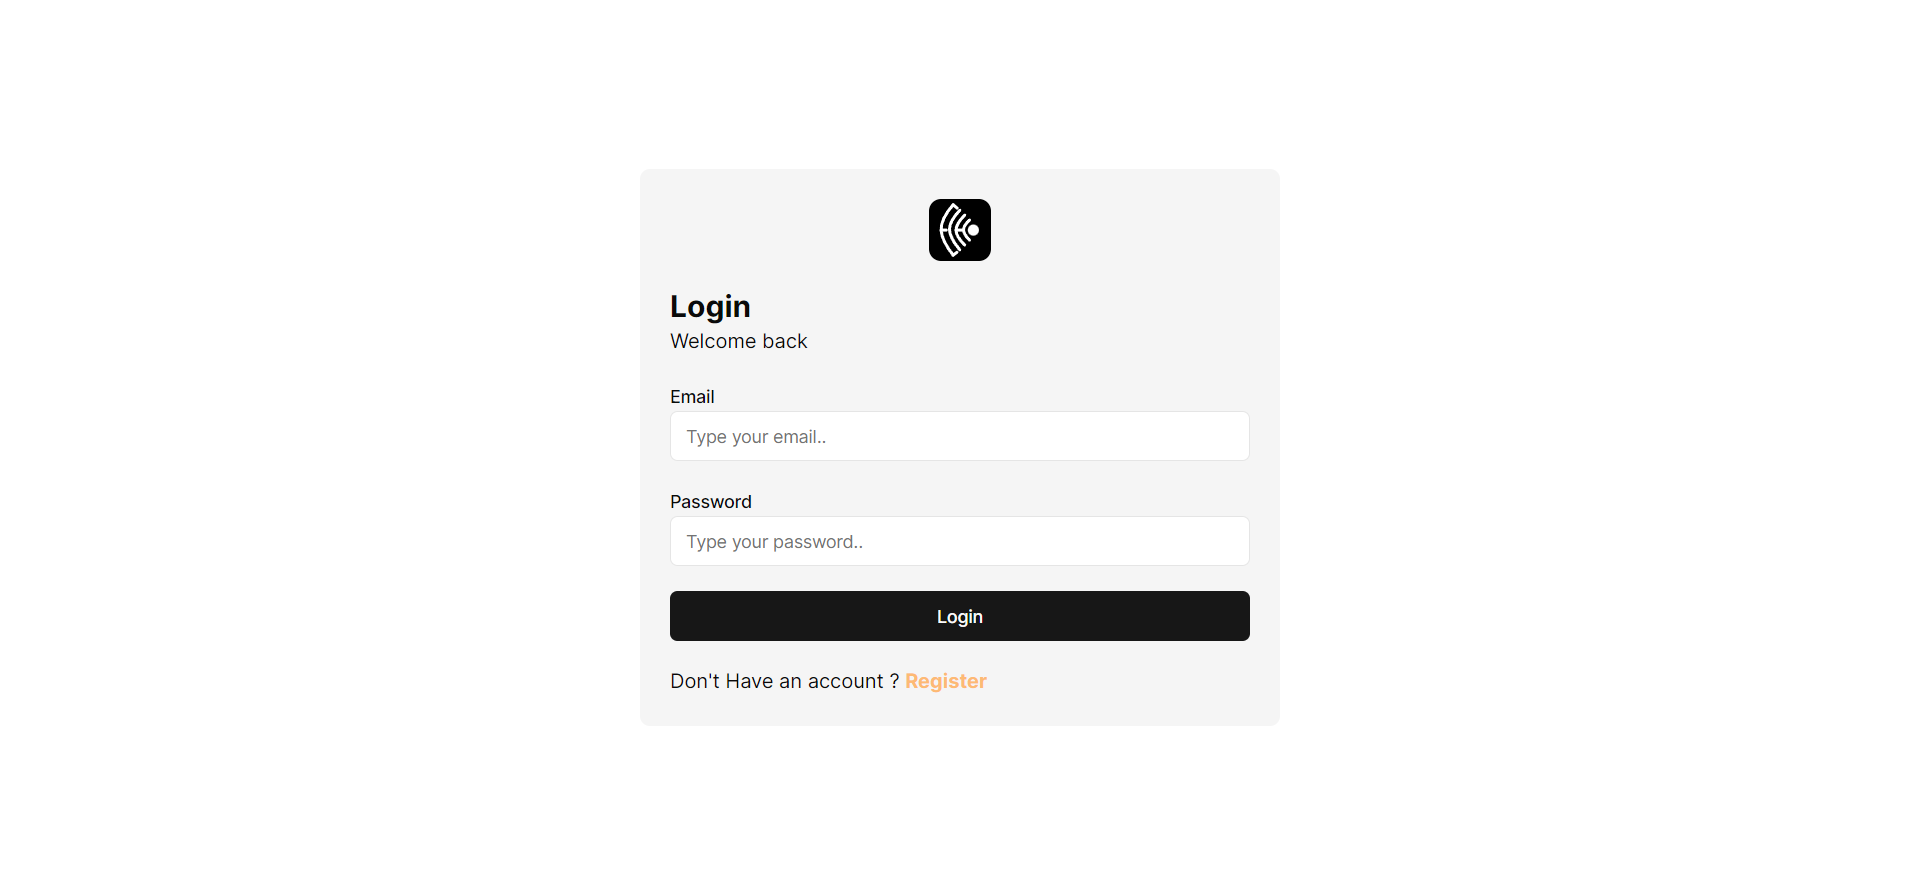 Login
Welcome back
Email
Type your email..
Password
Type your password..
Login
Don't Have an account ? Register